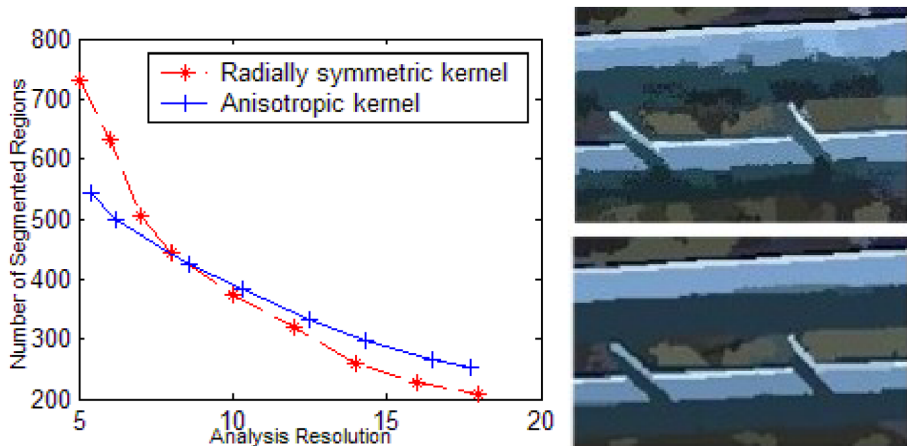 800
700
600
500
400
300
200
Number of Segmented Regions
Radially symmetric kernel
Anisotropic kernel
5
10
15
20
Analysis Resolution